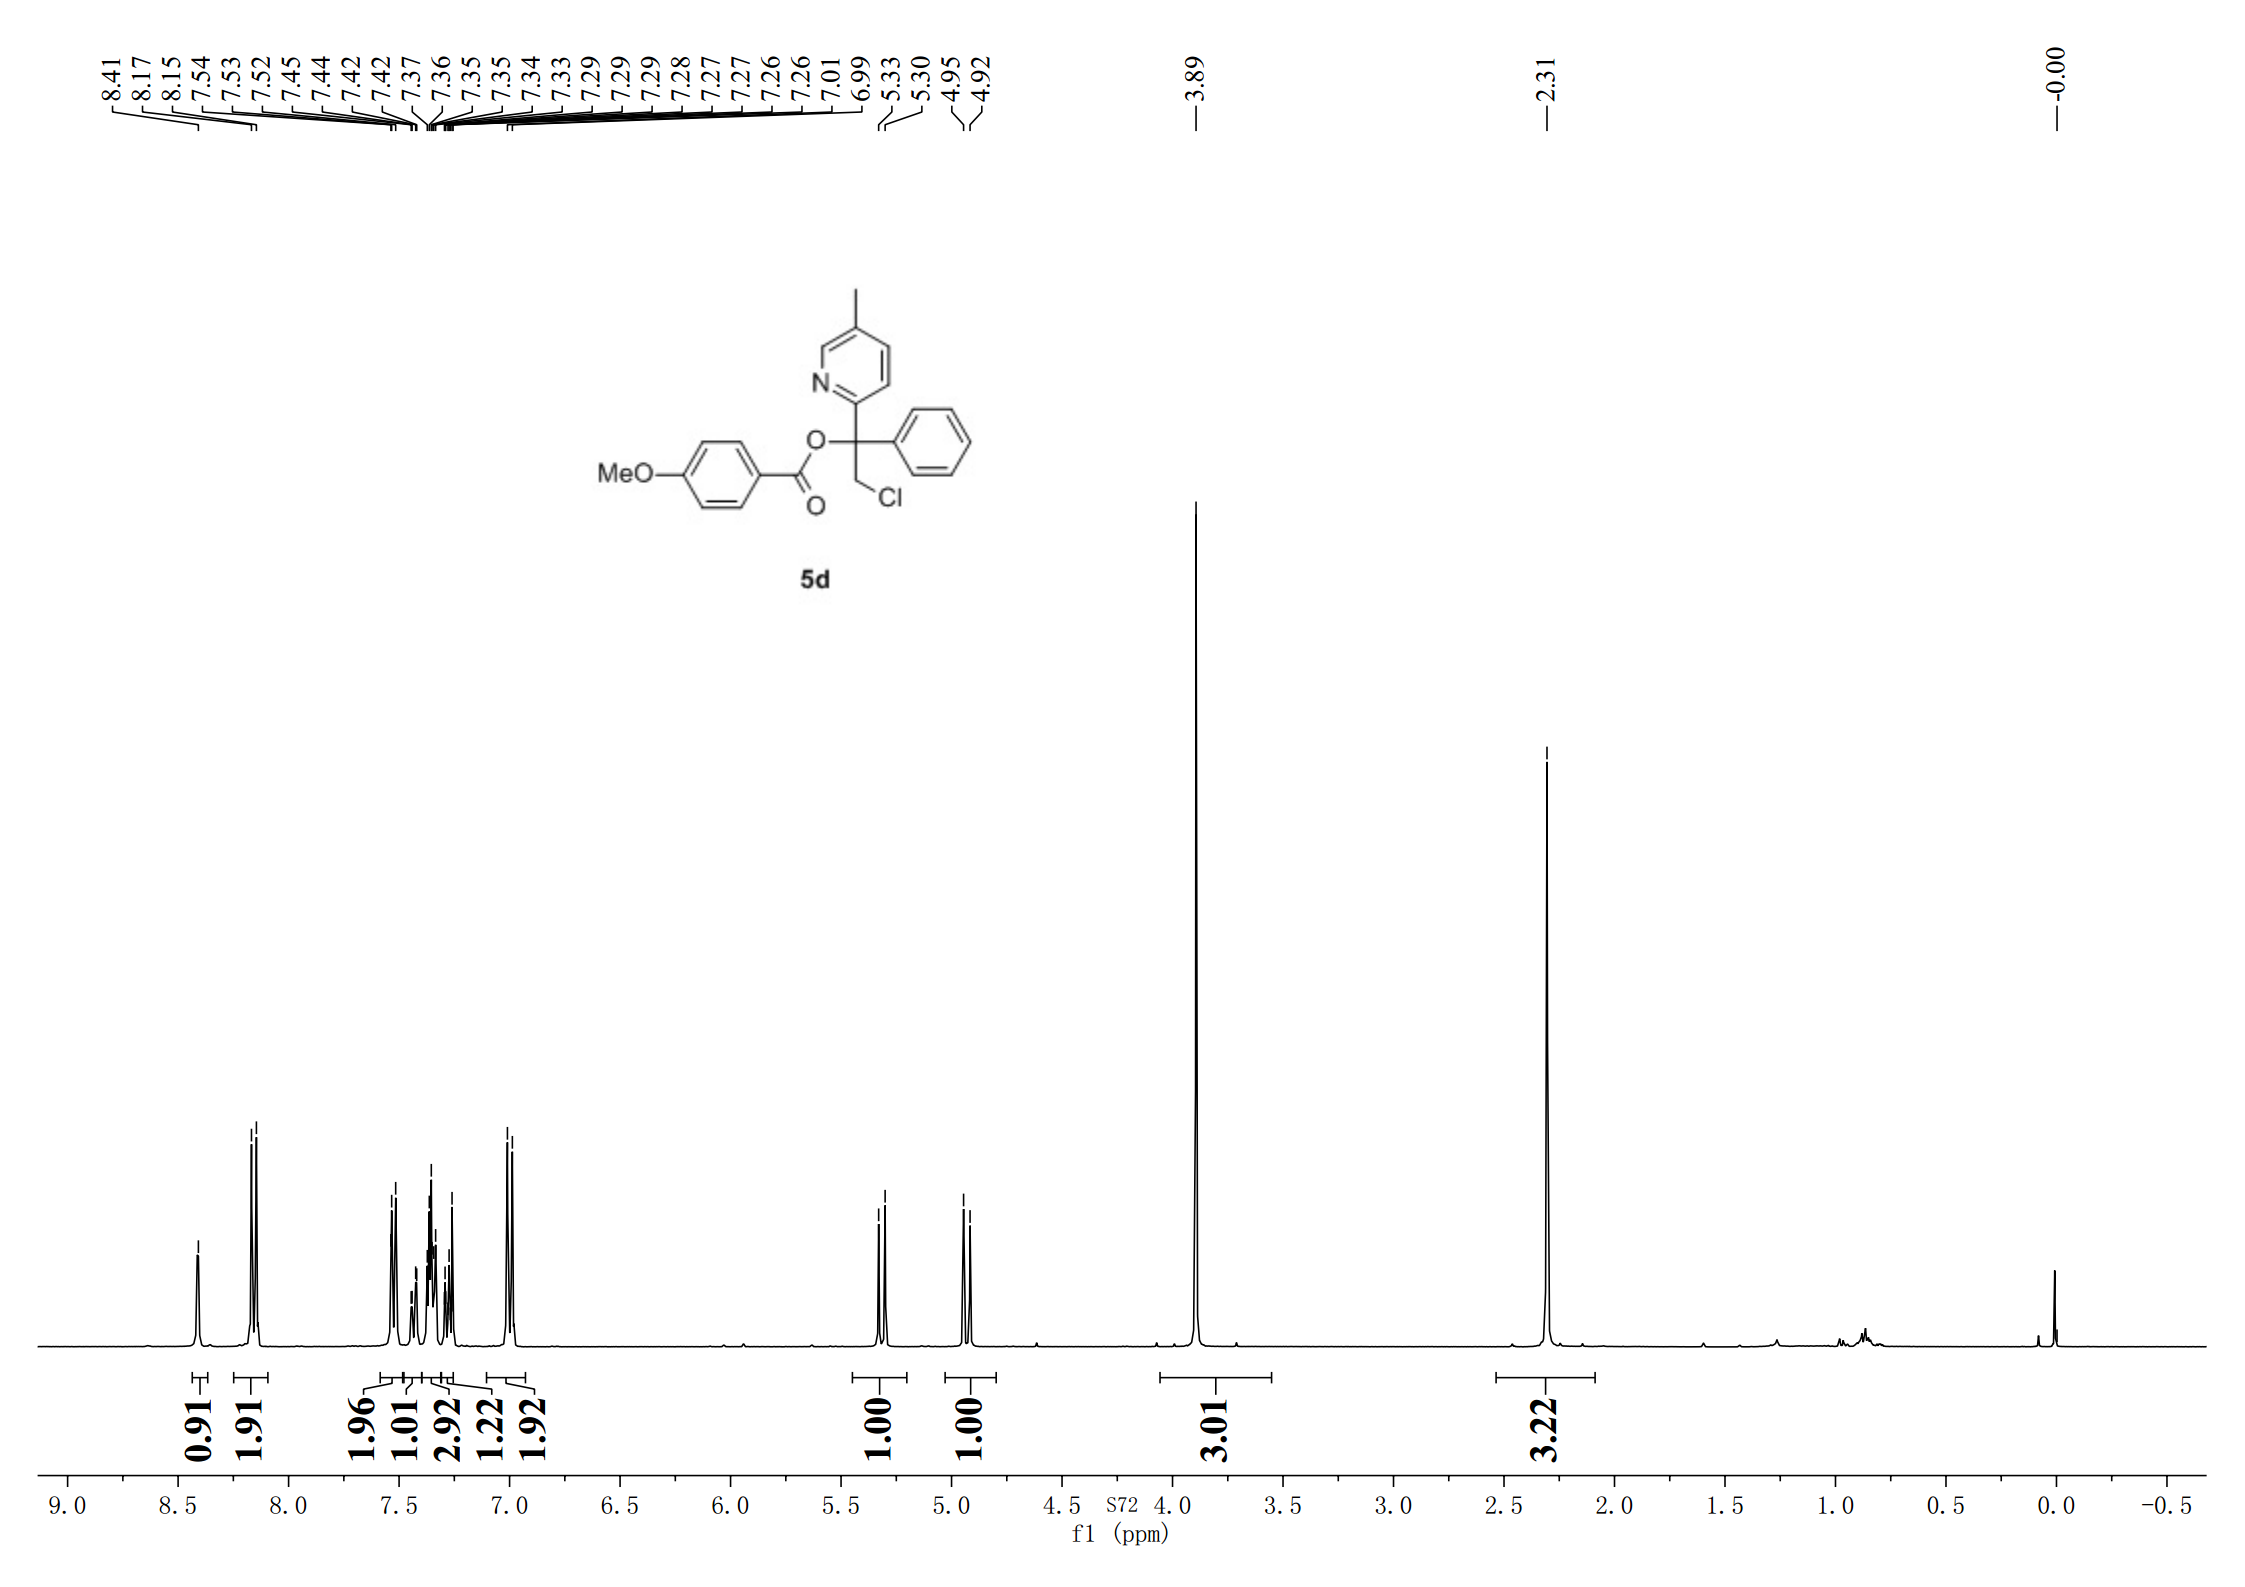 8.41 8.17 8.15 7.54 7.53 7.52 7.45 7.44 7.42 7.42 7.37 7.36 7.35 7.35 7.34 7.33 7.29 7.29 7.29 7.28 7.27 7.27 7.26 7.26 7.01 6.99 5.33 5.30 4.95 4.92 3.89 2.31 -0.00
N
O
MeO
O
Cl
5d
0.91 1.91 1.96 1.01 2.92 1.22 1.92 1.00 1.00 3.01 3.22
9.0 8.5 8.0 7.5 7.0 6.5 6.0 5.5 5.0 4.5 S72 4.0 3.5 3.0 2.5 2.0 1.5 1.0 0.5 0.0 -0.5
f1 (ppm)